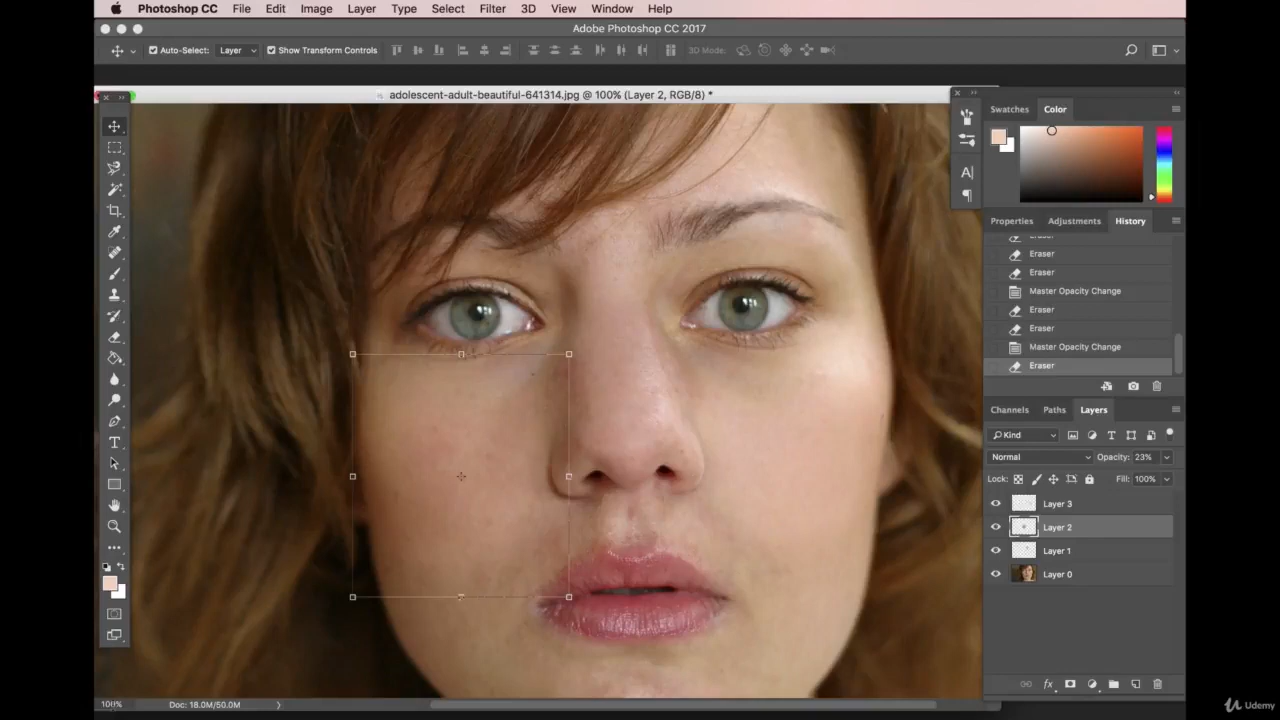 Photoshop CC File Edit Image Layer Type Select Filter 3D View Window Help
Adobe Photoshop CC 2017
Auto-Select: Layer Show Transform Controls 3D Mode:
adolescent-adult-beautiful-641314.jpg @ 100% (Layer 2, RGB/8) *
Swatches Color
Properties Adjustments History
Eraser
Eraser
Eraser
Master Opacity Change
Eraser
Eraser
Master Opacity Change
Eraser
Channels Paths Layers
Kind
Normal Opacity: 23%
Lock: Fill: 100%
Layer 3
Layer 2
Layer 1
Layer 0
fx
100% Doc: 18.0M/50.0M
Udemy